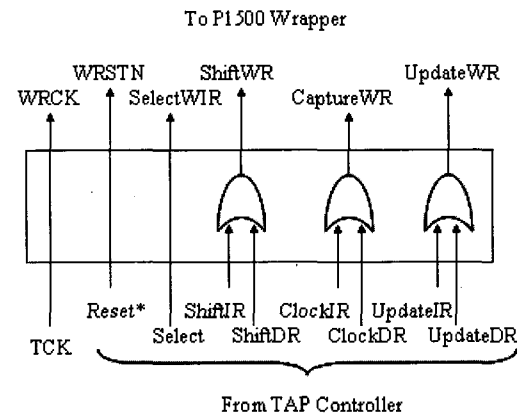 To P1500 Wrapper
WRSTN ShiftWR UpdateWR
WRCK SelectWIR CaptureWR
Reset* ShiftIR ClockIR UpdateIR
TCK Select ShiftDR ClockDR UpdateDR
From TAP Controller